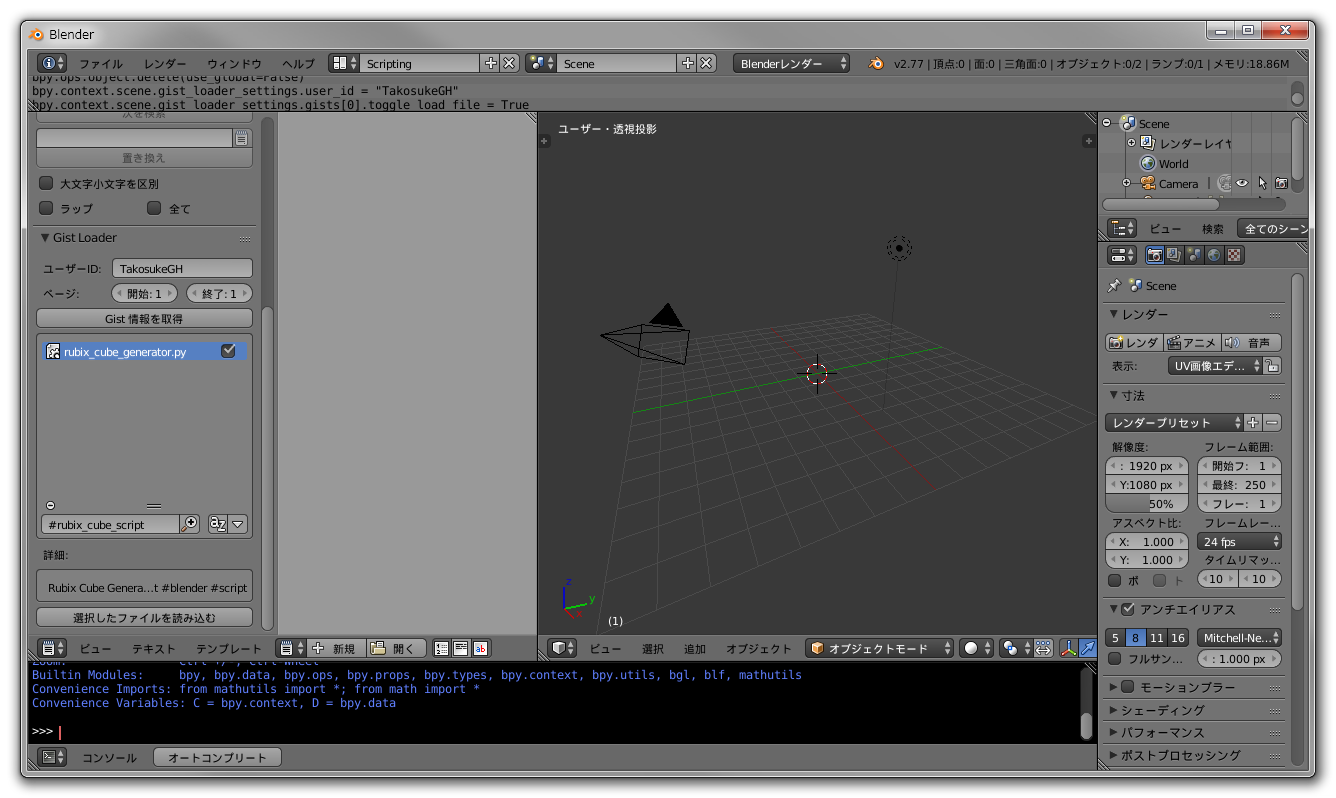 Blender
ファイル レンダー ウィンドウ ヘルプ Scripting Scene Blenderレンダー v2.77 | 頂点:0 | 面:0 | 三角面:0 | オブジェクト:0/2 | ランプ:0/1 | メモリ:18.86M
bpy.ops.object.delete(use_global=False)
bpy.context.scene.gist_loader_settings.user_id = "TakosukeGH"
bpy.context.scene.gist_loader_settings.gists[0].toggle_load_file = True
次を検索
置き換え
大文字小文字を区別
ラップ 全て
Gist Loader
ユーザーID: TakosukeGH
ページ: 開始: 1 終了: 1
Gist 情報を取得
rubix_cube_generator.py
#rubix_cube_script
詳細:
Rubix Cube Genera...t #blender #script
選択したファイルを読み込む
ビュー テキスト 編集 テンプレート 新規 開く
ユーザー・透視投影
z
y
x
(1)
ビュー 選択 追加 オブジェクト オブジェクトモード
Zoom: Ctrl +/-, Ctrl-Wheel
Builtin Modules: bpy, bpy.data, bpy.ops, bpy.props, bpy.types, bpy.context, bpy.utils, bgl, blf, mathutils
Convenience Imports: from mathutils import *; from math import *
Convenience Variables: C = bpy.context, D = bpy.data
>>>
コンソール オートコンプリート
Scene
レンダーレイヤ
World
Camera
ビュー 検索 全てのシーン
Scene
レンダー
レンダ アニメ 音声
表示: UV画像エデ...
寸法
レンダープリセット
解像度: フレーム範囲:
: 1920 px 開始フ: 1
Y:1080 px 最終: 250
50% フレー: 1
アスペクト比: フレームレー...
X: 1.000 24 fps
Y: 1.000 タイムリマッ...
ボ ト 10 10
アンチエイリアス
5 8 11 16 Mitchell-Ne...
フルサン... : 1.000 px
モーションブラー
シェーディング
パフォーマンス
ポストプロセッシング